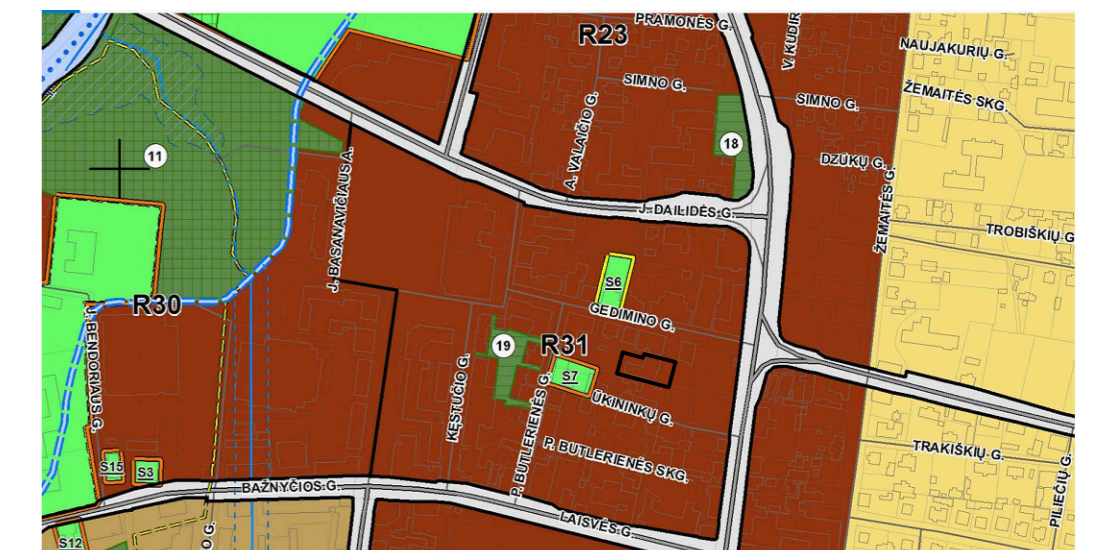 PRAMONĖS G.
R23
V. KUDIR
NAUJAKURIŲ G.
SIMNO G.
SIMNO G.
ŽEMAITĖS SKG.
A. VALAIČIO G.
18
11
DZŪKŲ G.
J.BASANAVIČIAUS A.
ŽEMAITĖS G.
J. DAILIDĖS G.
TROBIŠKIŲ G
S6
R30
GEDIMINO G.
J. BENDORIAUS G.
19
R31
S7
KĘSTUČIO G.
P. BUTLERIENĖS G.
ŪKININKŲ G.
P. BUTLERIENĖS SKG.
TRAKIŠKIŲ G.
PILIEČIŲ G.
S15
S3
BAŽNYČIOS G.
LAISVĖS G.
O G.
S12